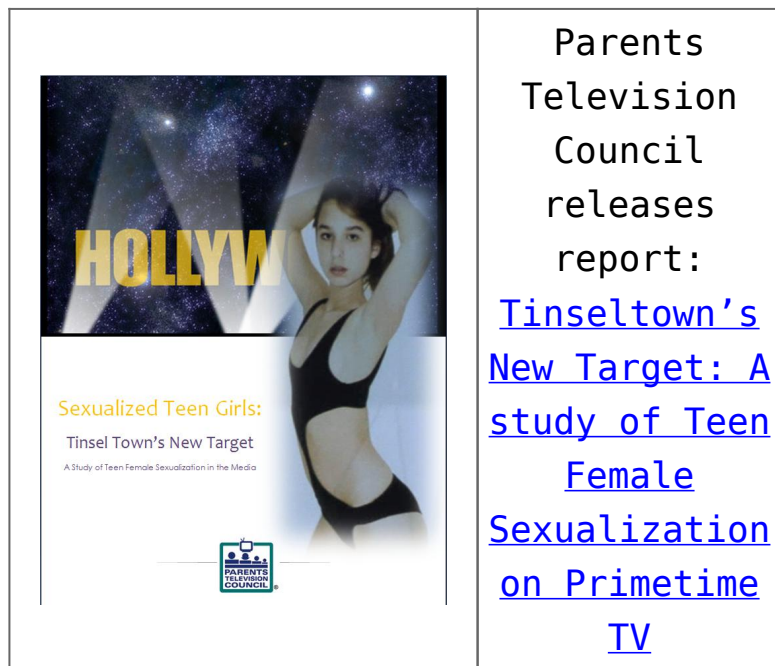 HOLLYW
Sexualized Teen Girls:
Tinsel Town’s New Target
A Study of Teen Female Sexualization in the Media
PARENTS
TELEVISION
COUNCIL
®
Parents
Television
Council
releases
report:
Tinseltown’s
New Target: A
study of Teen
Female
Sexualization
on Primetime
TV